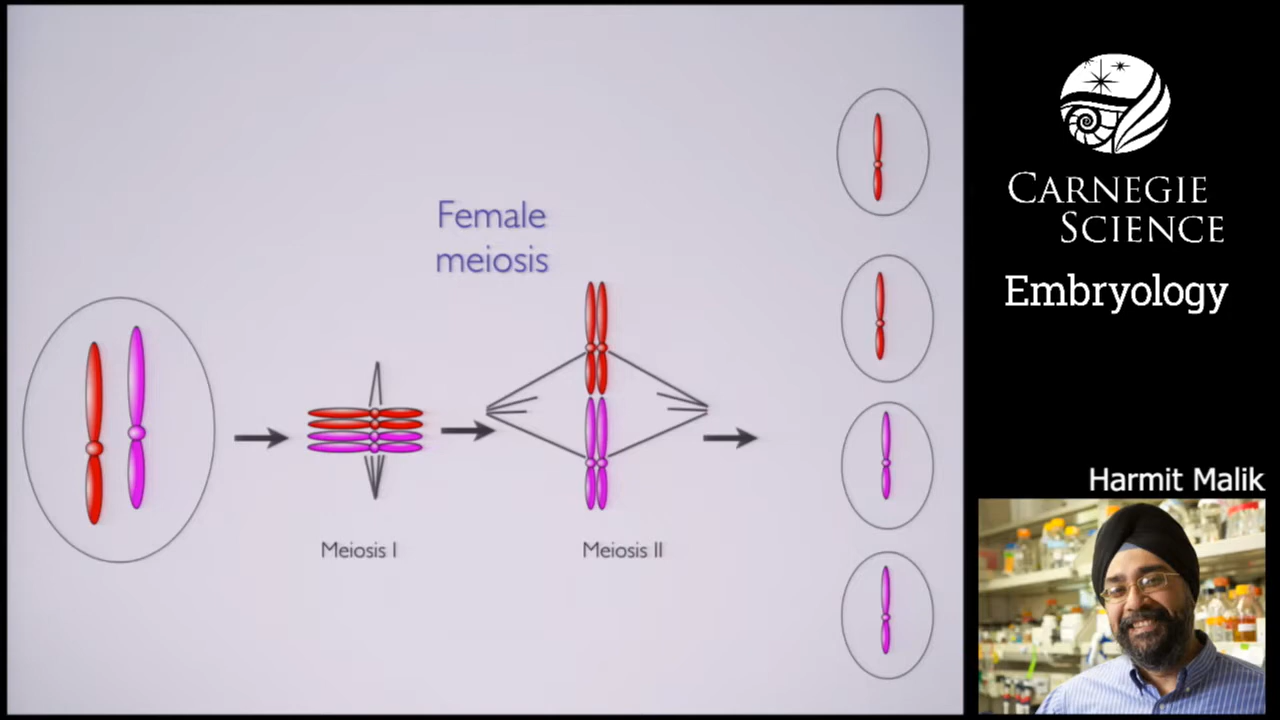 Female
meiosis
Meiosis I
Meiosis II
CARNEGIE
SCIENCE
Embryology
Harmit Malik